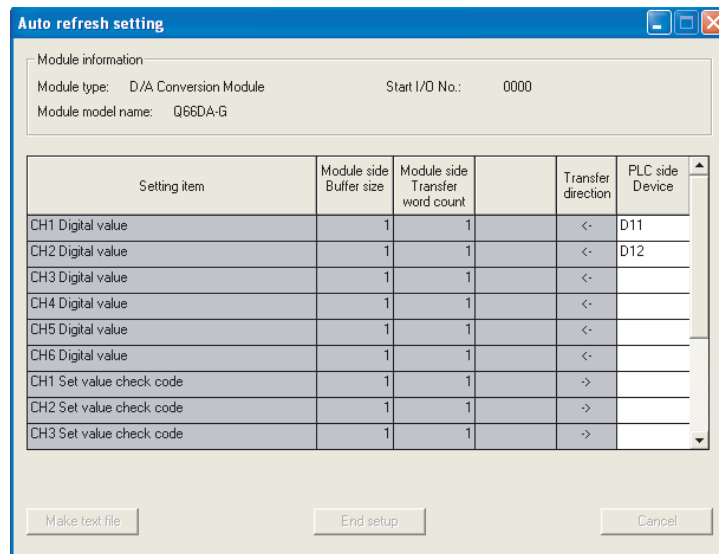 Auto refresh setting
Module information
Module type: D/A Conversion Module Start I/O No.: 0000
Module model name: Q66DA-G
Setting item Module side Buffer size Module side Transfer word count Transfer direction PLC side Device
CH1 Digital value 1 1 <- D11
CH2 Digital value 1 1 <- D12
CH3 Digital value 1 1 <-
CH4 Digital value 1 1 <-
CH5 Digital value 1 1 <-
CH6 Digital value 1 1 <-
CH1 Set value check code 1 1 ->
CH2 Set value check code 1 1 ->
CH3 Set value check code 1 1 ->
Make text file End setup Cancel